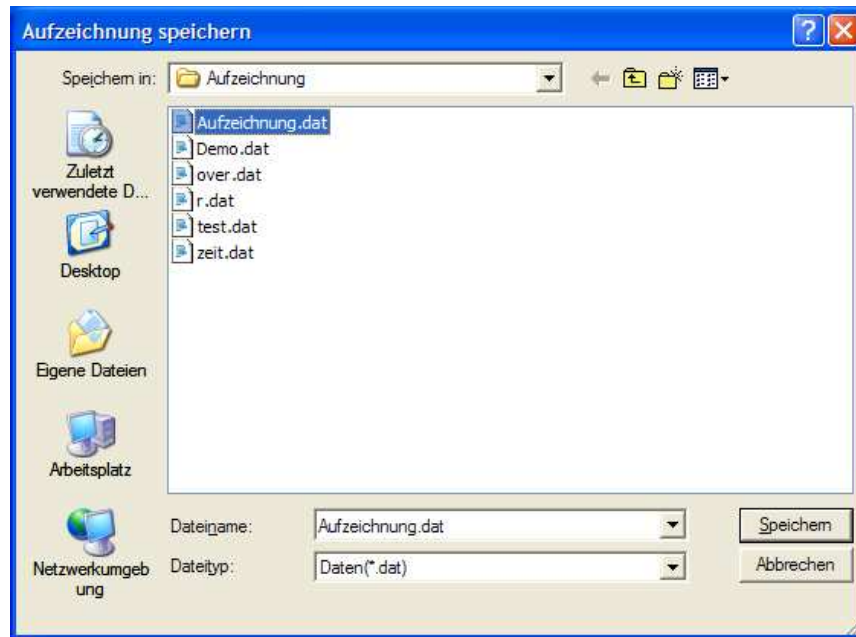 Aufzeichnung speichern
Speichern in:
Aufzeichnung
Aufzeichnung.dat
Demo.dat
over.dat
r.dat
test.dat
zeit.dat
Zuletzt
verwendete D...
Desktop
Eigene Dateien
Arbeitsplatz
Netzwerkumgeb
ung
Dateiname:
Aufzeichnung.dat
Speichern
Dateityp:
Daten(*.dat)
Abbrechen